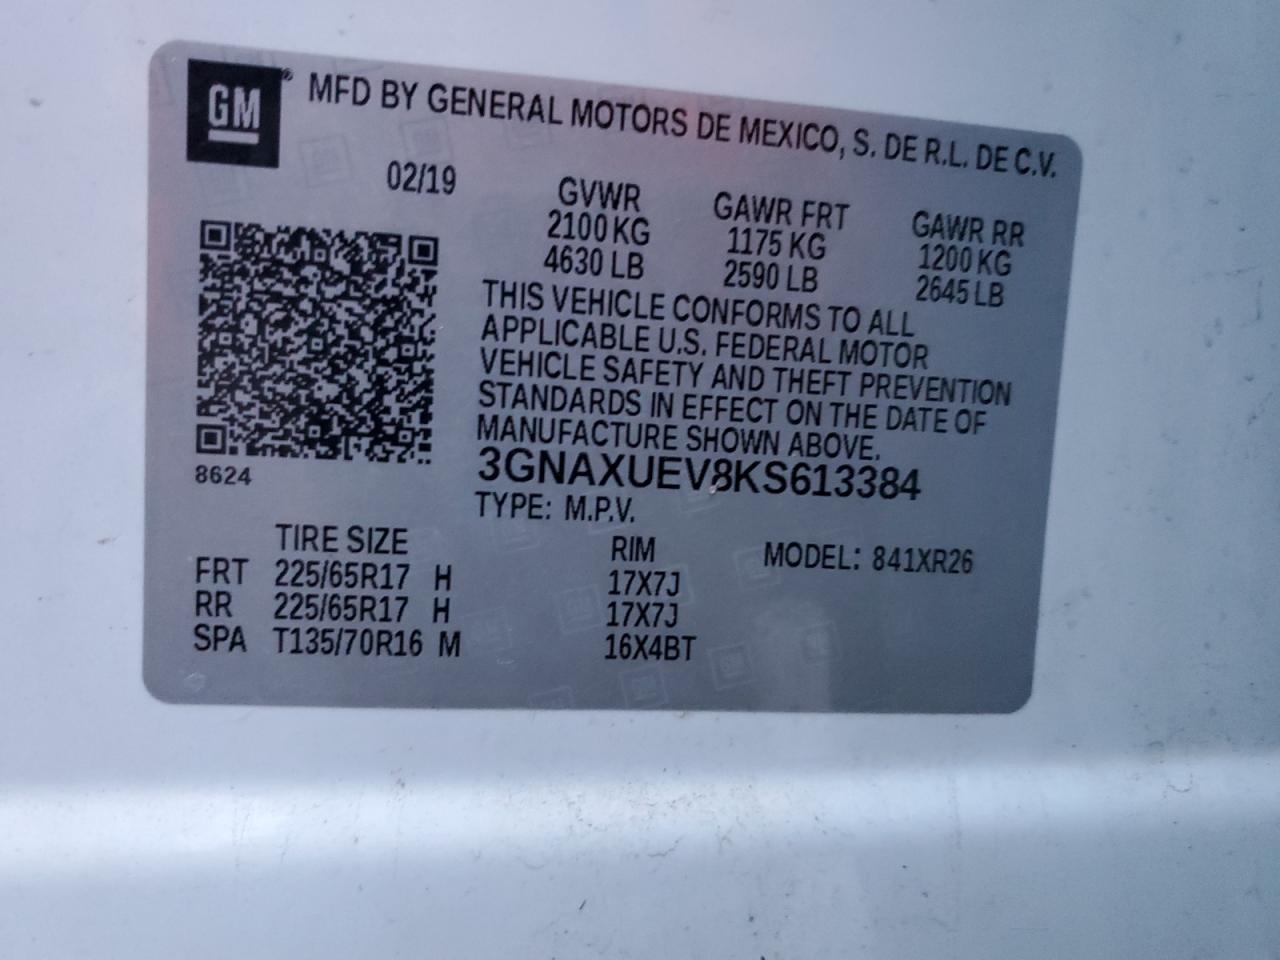 GM® MFD BY GENERAL MOTORS DE MEXICO, S. DE R.L. DE C.V.
02/19
GVWR GAWR FRT GAWR RR
2100 KG 1175 KG 1200 KG
4630 LB 2590 LB 2645 LB
THIS VEHICLE CONFORMS TO ALL
APPLICABLE U.S. FEDERAL MOTOR
VEHICLE SAFETY AND THEFT PREVENTION
STANDARDS IN EFFECT ON THE DATE OF
MANUFACTURE SHOWN ABOVE.
8624
3GNAXUEV8KS613384
TYPE: M.P.V.
TIRE SIZE RIM MODEL: 841XR26
FRT 225/65R17 H 17X7J
RR 225/65R17 H 17X7J
SPA T135/70R16 M 16X4BT